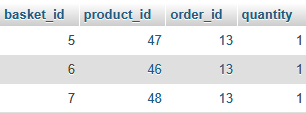 basket_id product_id order_id quantity
5 47 13 1
6 46 13 1
7 48 13 1